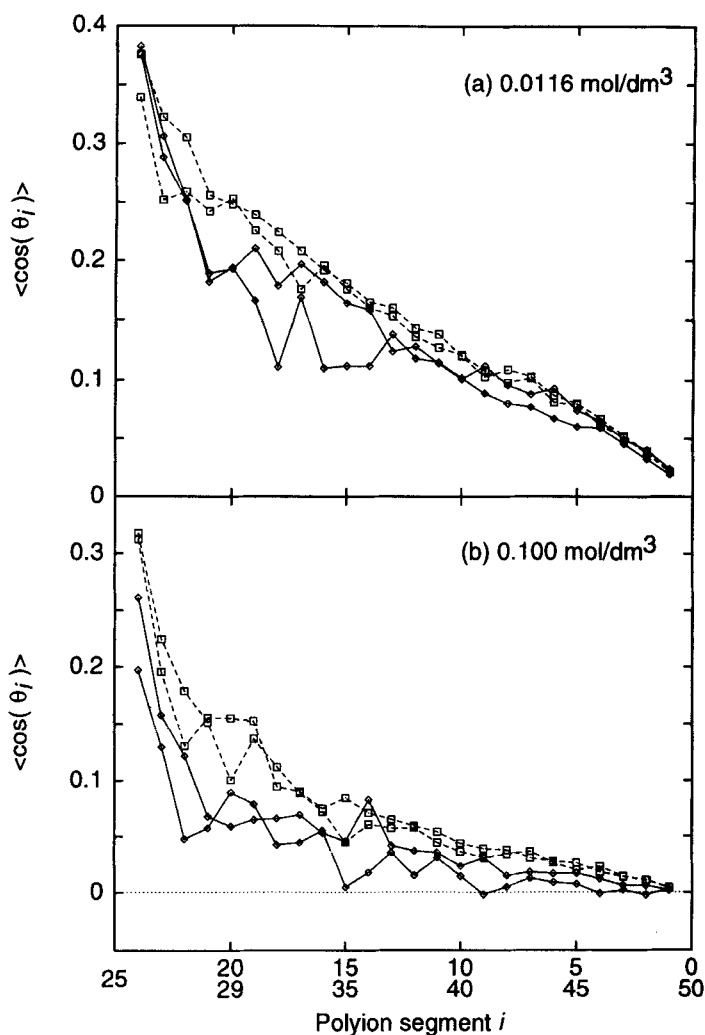 0.4
(a) 0.0116 mol/dm³
0.3
<cos( θᵢ )>
0.2
0.1
0
(b) 0.100 mol/dm³
0.3
<cos( θᵢ )>
0.2
0.1
0
25 20 15 10 5 0
25 29 35 40 45 50
Polyion segment i